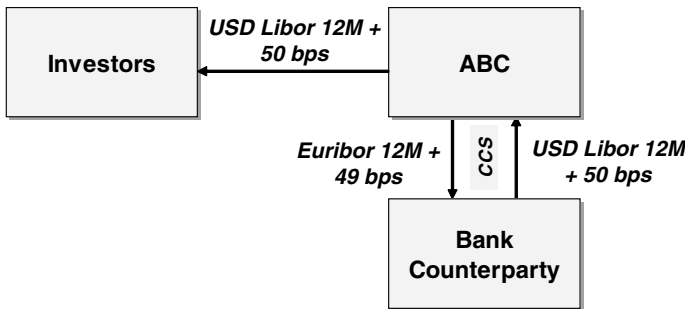 USD Libor 12M +
50 bps
Investors
ABC
Euribor 12M +
49 bps
CCS
USD Libor 12M
+ 50 bps
Bank
Counterparty